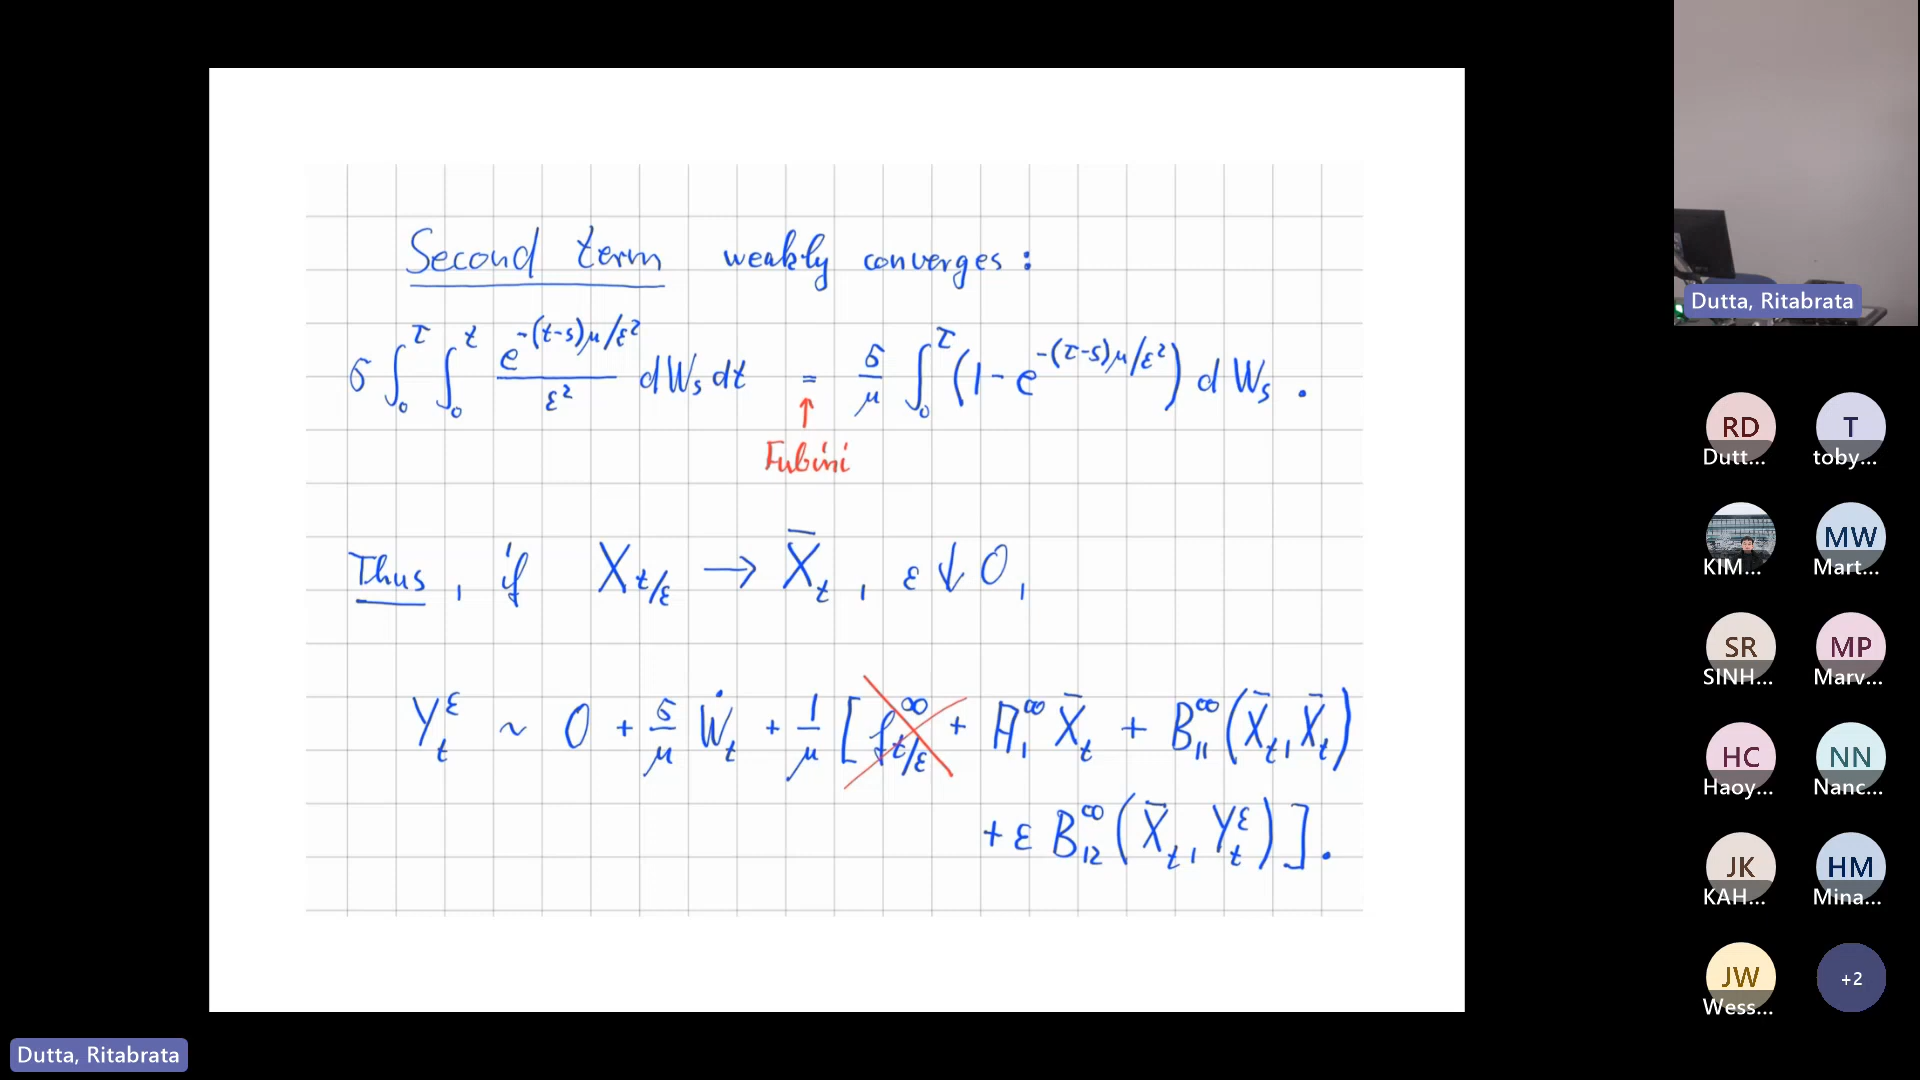 Second term weakly converges :
σ ∫₀^τ ∫₀^t e^{-(t-s)μ/ε²} / ε² dW_s dt = σ/μ ∫₀^τ (1 - e^{-(τ-s)μ/ε²}) dW_s .
↑
Fubini
Thus , if X_{t/ε} → X̄_t , ε ↓ 0 ,
Y_t^ε ~ 0 + σ/μ Ẇ_t + 1/μ [ f_{t/ε}^∞ + A_1^∞ X̄_t + B_11^∞ (X̄_t, X̄_t)
+ ε B_12^∞ (X̄_t, Y_t^ε) ] .
Dutta, Ritabrata
RD T
Dutt... toby...
MW
KIM... Mart...
SR MP
SINH... Marv...
HC NN
Haoy... Nanc...
JK HM
KAH... Mina...
JW +2
Wess...
Dutta, Ritabrata